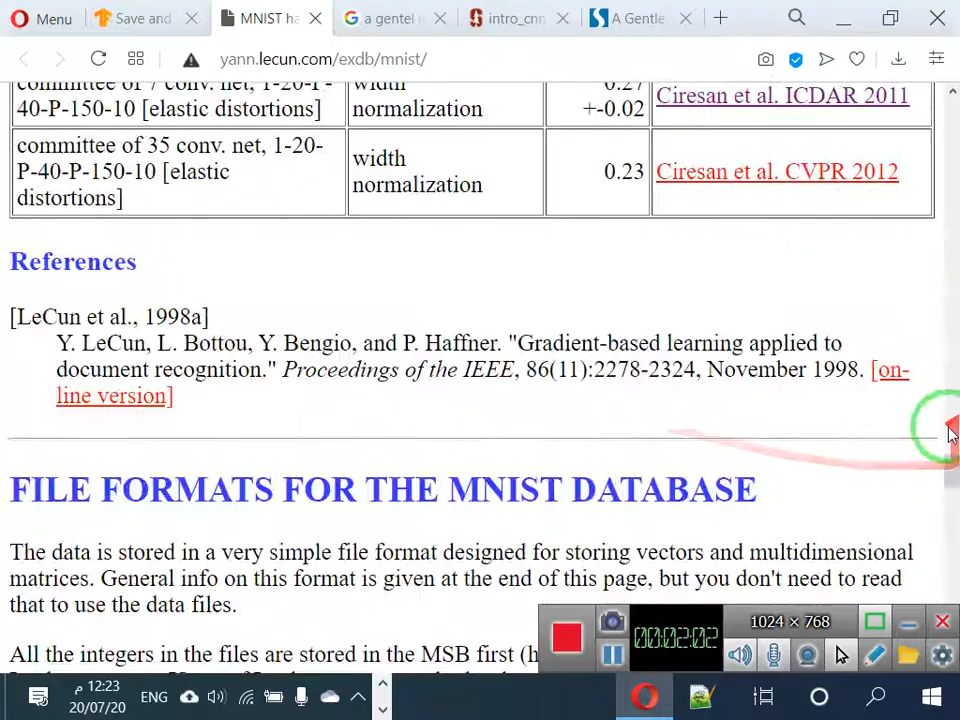 Menu
Save and
MNIST ha
a gentel
intro_cnn
A Gentle
yann.lecun.com/exdb/mnist/
committee of 7 conv. net, 1-20-P-
40-P-150-10 [elastic distortions]
width
normalization
0.27
+-0.02
Ciresan et al. ICDAR 2011
committee of 35 conv. net, 1-20-
P-40-P-150-10 [elastic
distortions]
width
normalization
0.23
Ciresan et al. CVPR 2012
References
[LeCun et al., 1998a]
Y. LeCun, L. Bottou, Y. Bengio, and P. Haffner. "Gradient-based learning applied to
document recognition." Proceedings of the IEEE, 86(11):2278-2324, November 1998. [on-
line version]
FILE FORMATS FOR THE MNIST DATABASE
The data is stored in a very simple file format designed for storing vectors and multidimensional
matrices. General info on this format is given at the end of this page, but you don't need to read
that to use the data files.
All the integers in the files are stored in the MSB first (h
00:02:02
1024 × 768
12:23 م
20/07/20
ENG